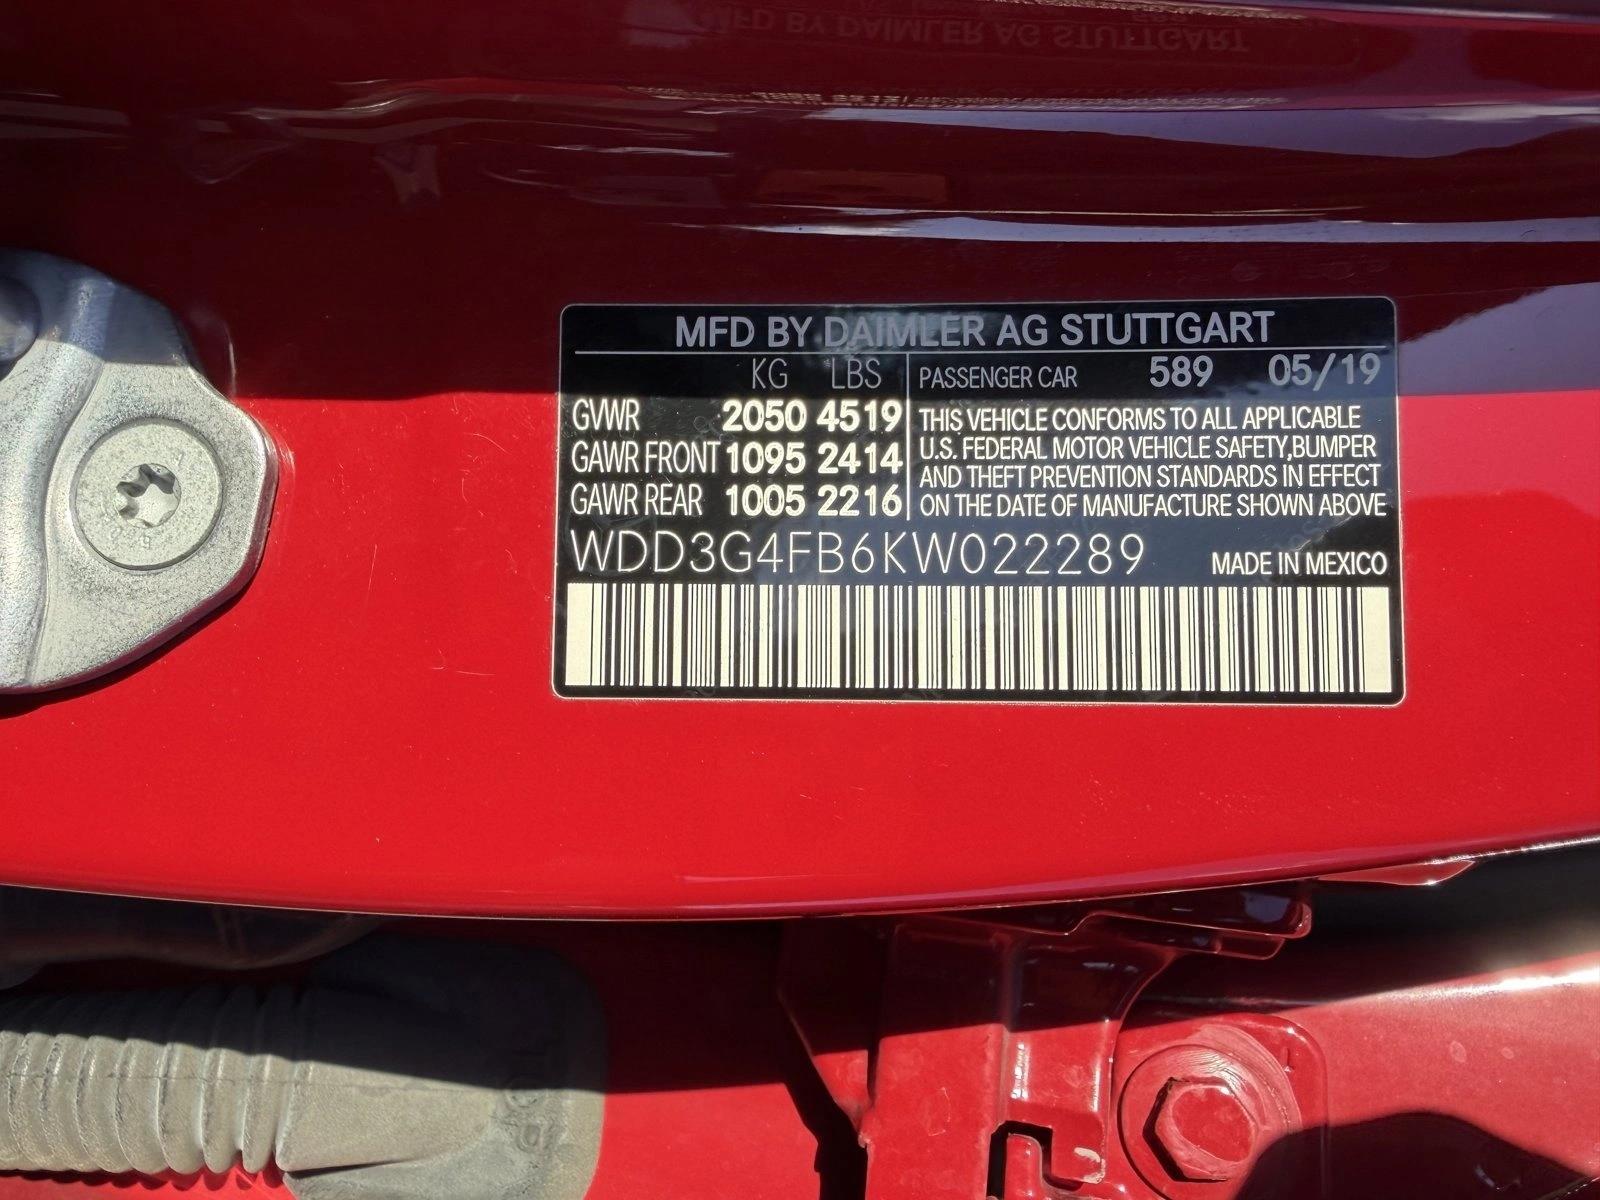 MFD BY DAIMLER AG STUTTGART
KG LBS
GVWR 2050 4519
GAWR FRONT 1095 2414
GAWR REAR 1005 2216
PASSENGER CAR 589 05/19
THIS VEHICLE CONFORMS TO ALL APPLICABLE
U.S. FEDERAL MOTOR VEHICLE SAFETY, BUMPER
AND THEFT PREVENTION STANDARDS IN EFFECT
ON THE DATE OF MANUFACTURE SHOWN ABOVE
WDD3G4FB6KW022289
MADE IN MEXICO
TOP